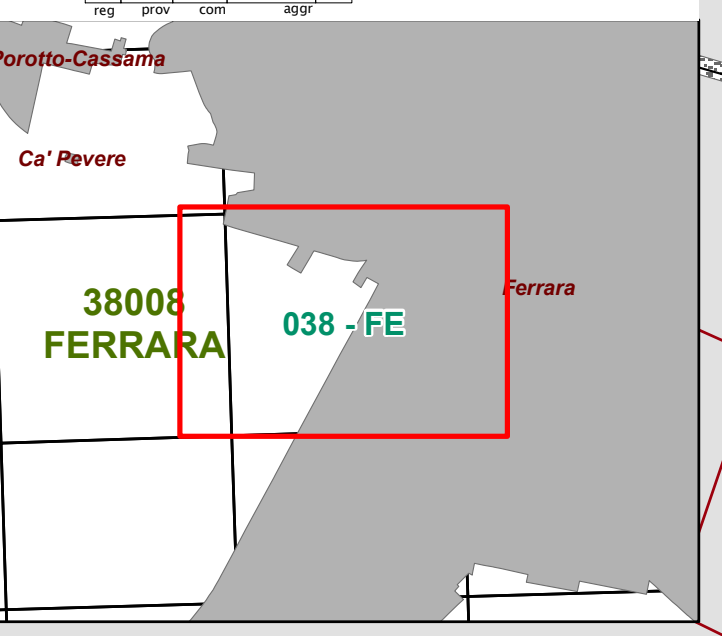 reg prov com aggr
Porotto-Cassama
Ca' Pevere
Ferrara
38008
FERRARA
038 - FE